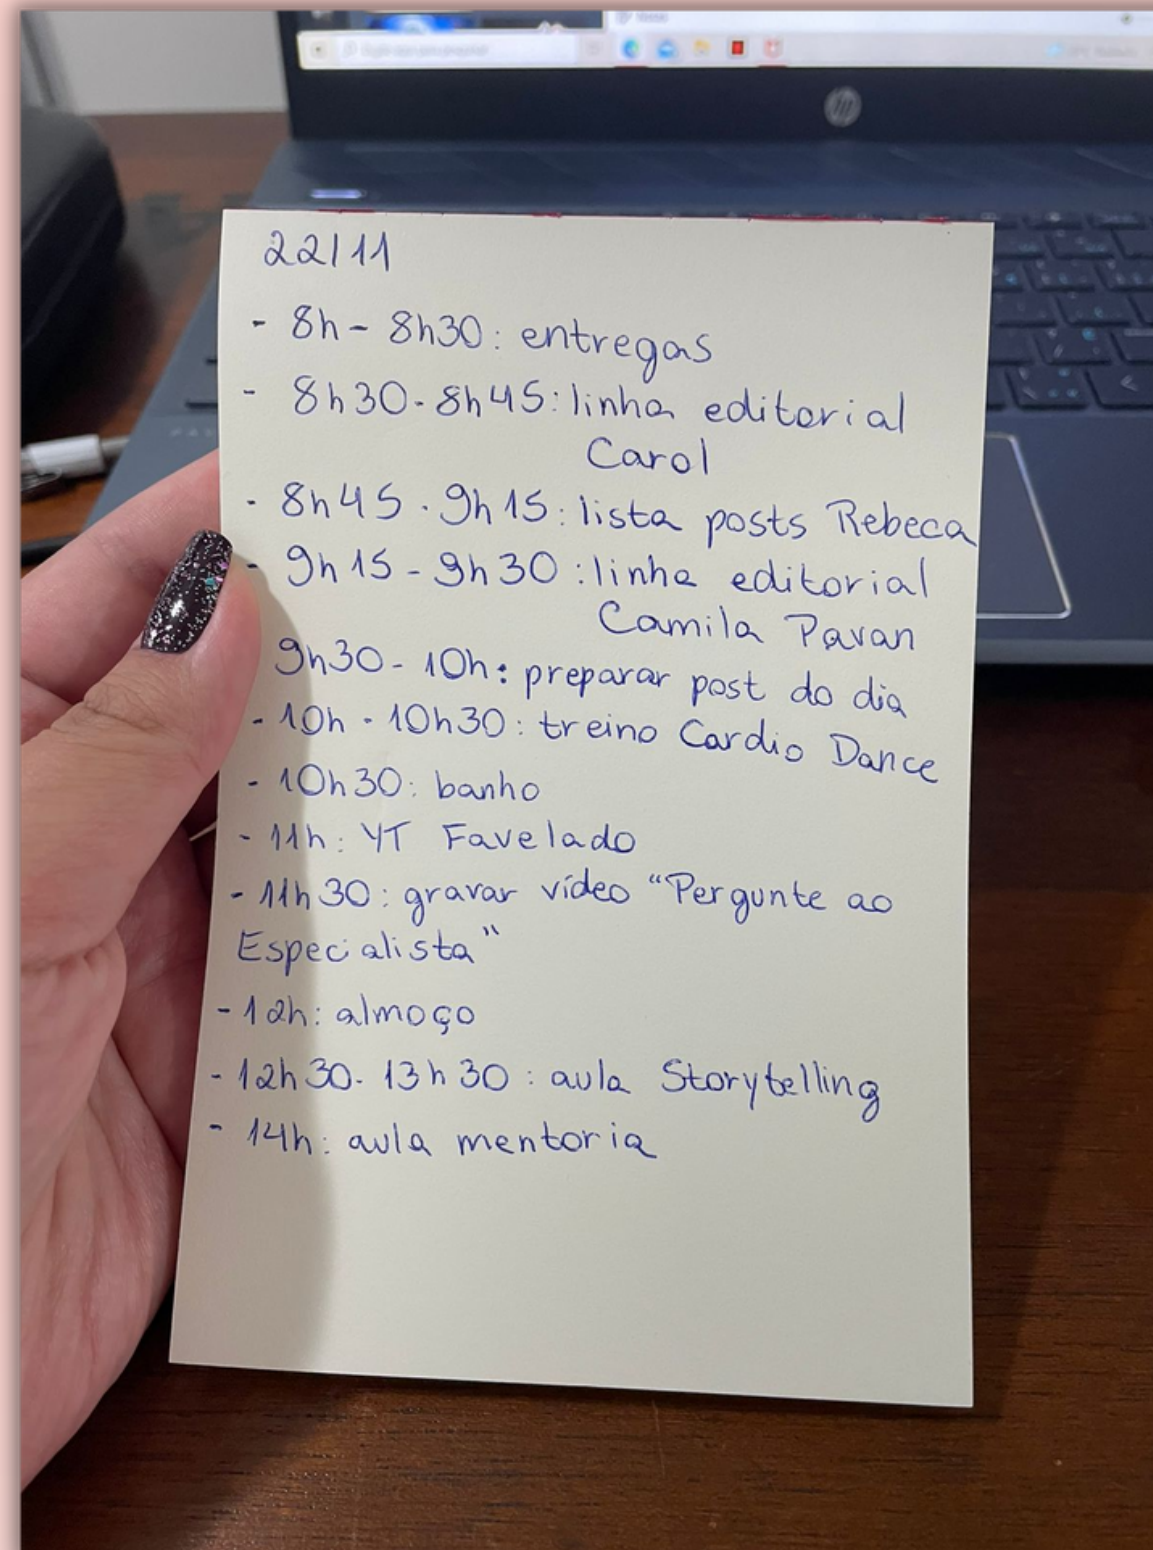 hp
22/11
- 8h - 8h30: entregas
- 8h30 - 8h45: linha editorial
Carol
- 8h45 - 9h15: lista posts Rebeca
- 9h15 - 9h30: linha editorial
Camila Pavan
9h30 - 10h: preparar post do dia
- 10h - 10h30: treino Cardio Dance
- 10h30: banho
- 11h: YT Favelado
- 11h30: gravar vídeo "Pergunte ao
Especialista"
- 12h: almoço
- 12h30 - 13h30: aula Storytelling
- 14h: aula mentoria